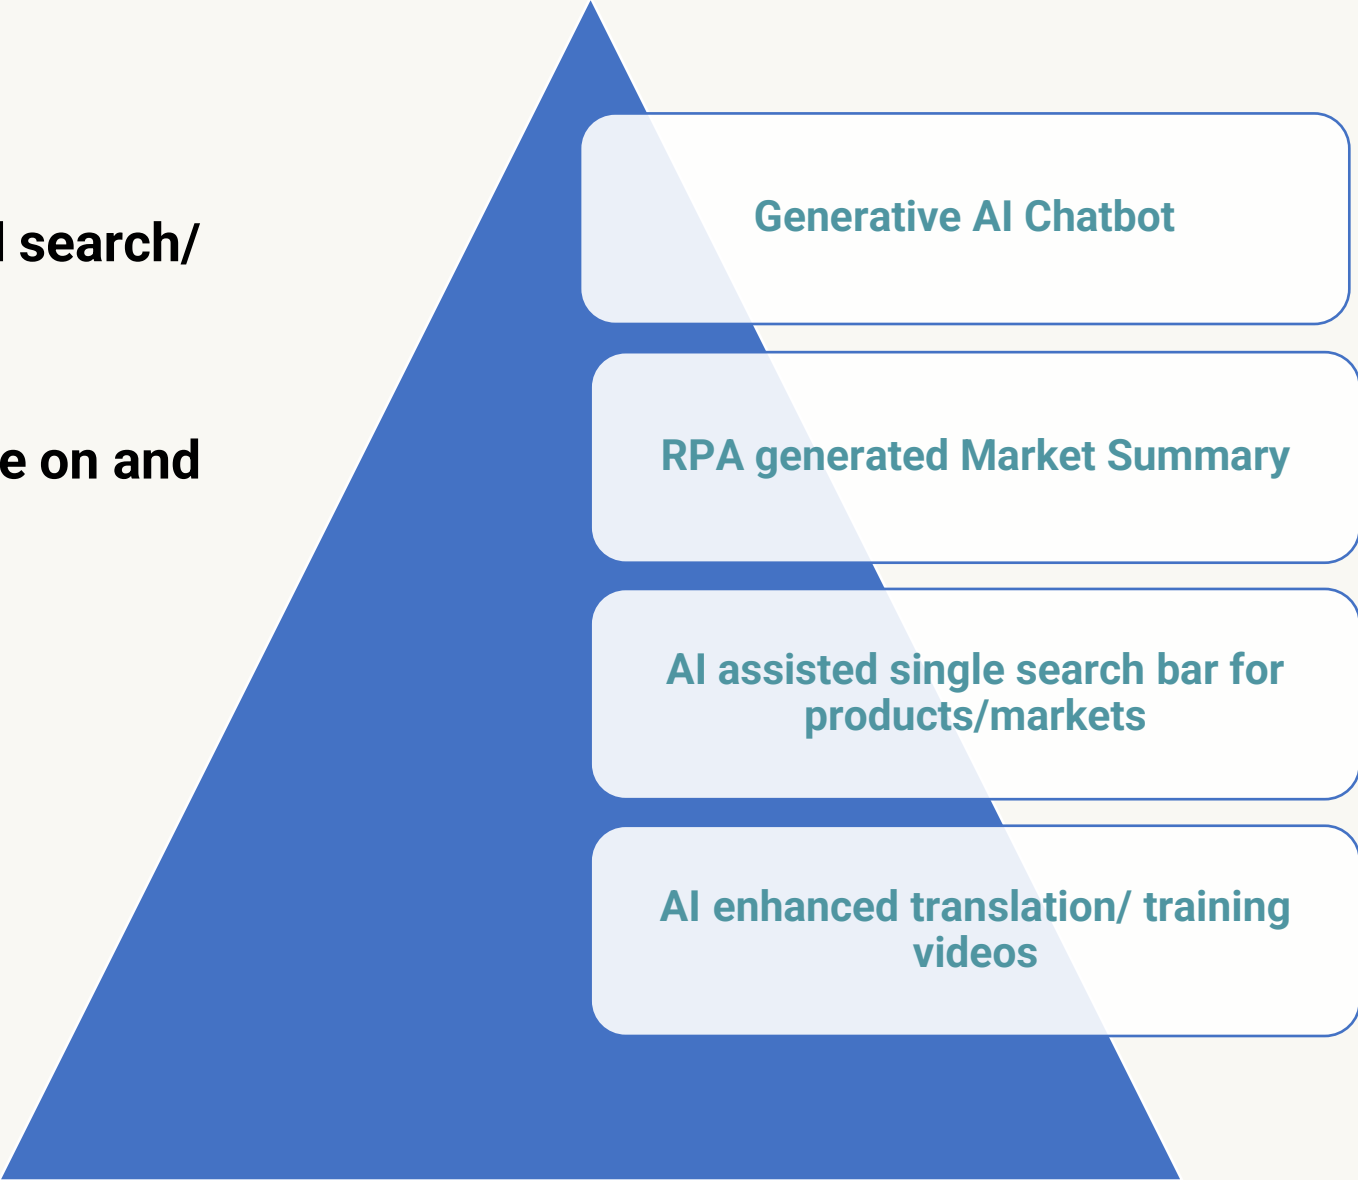 search/
on and
Generative AI Chatbot
RPA generated Market Summary
AI assisted single search bar for
products/markets
AI enhanced translation/ training
videos